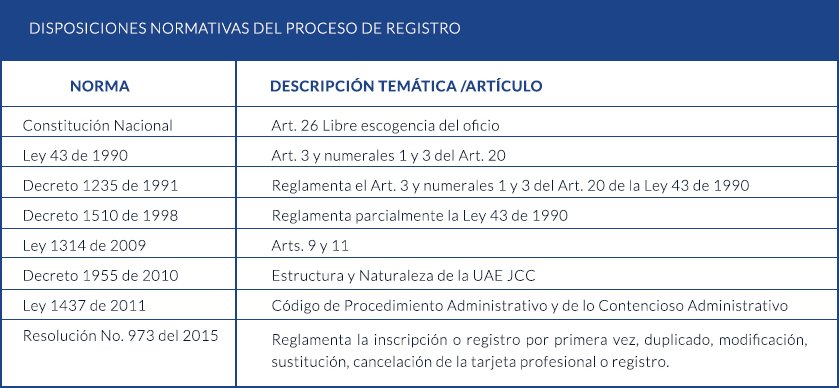 DISPOSICIONES NORMATIVAS DEL PROCESO DE REGISTRO
NORMA DESCRIPCIÓN TEMÁTICA /ARTÍCULO
Constitución Nacional Art. 26 Libre escogencia del oficio
Ley 43 de 1990 Art. 3 y numerales 1 y 3 del Art. 20
Decreto 1235 de 1991 Reglamenta el Art. 3 y numerales 1 y 3 del Art. 20 de la Ley 43 de 1990
Decreto 1510 de 1998 Reglamenta parcialmente la Ley 43 de 1990
Ley 1314 de 2009 Arts. 9 y 11
Decreto 1955 de 2010 Estructura y Naturaleza de la UAE JCC
Ley 1437 de 2011 Código de Procedimiento Administrativo y de lo Contencioso Administrativo
Resolución No. 973 del 2015 Reglamenta la inscripción o registro por primera vez, duplicado, modificación,
sustitución, cancelación de la tarjeta profesional o registro.